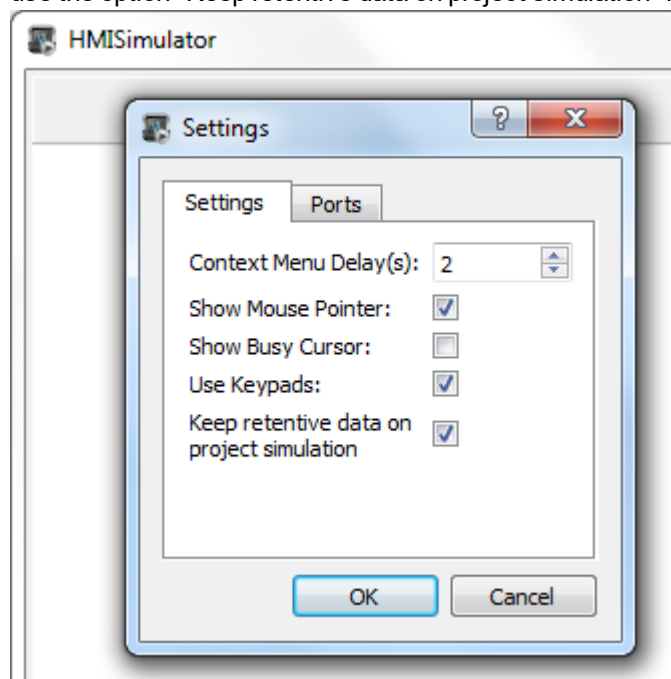 use the option "Keep retentive data on project simulation"
HMISimulator
Settings
Settings Ports
Context Menu Delay(s): 2
Show Mouse Pointer:
Show Busy Cursor:
Use Keypads:
Keep retentive data on
project simulation
OK Cancel